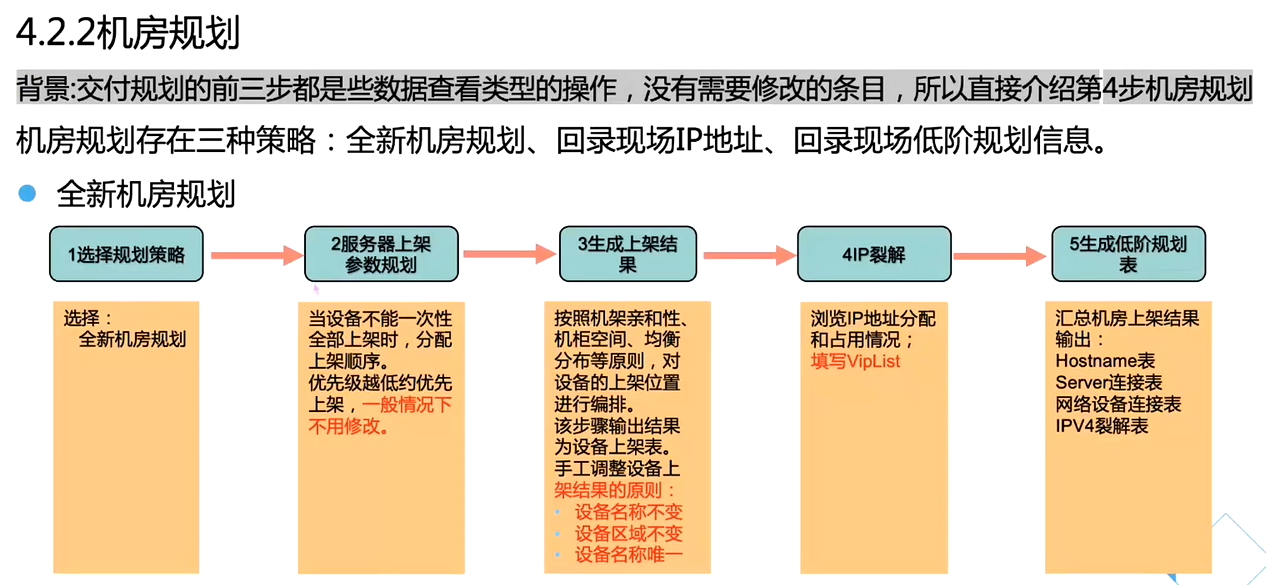 4.2.2机房规划
背景:交付规划的前三步都是些数据查看类型的操作，没有需要修改的条目，所以直接介绍第4步机房规划
机房规划存在三种策略：全新机房规划、回录现场IP地址、回录现场低阶规划信息。
全新机房规划
1选择规划策略
2服务器上架
参数规划
3生成上架结
果
4IP裂解
5生成低阶规划
表
选择：
全新机房规划
当设备不能一次性
全部上架时，分配
上架顺序。
优先级越低约优先
上架，一般情况下
不用修改。
按照机架亲和性、
机柜空间、均衡
分布等原则，对
设备的上架位置
进行编排。
该步骤输出结果
为设备上架表。
手工调整设备上
架结果的原则：
设备名称不变
设备区域不变
设备名称唯一
浏览IP地址分配
和占用情况；
填写VipList
汇总机房上架结果
输出：
Hostname表
Server连接表
网络设备连接表
IPV4裂解表